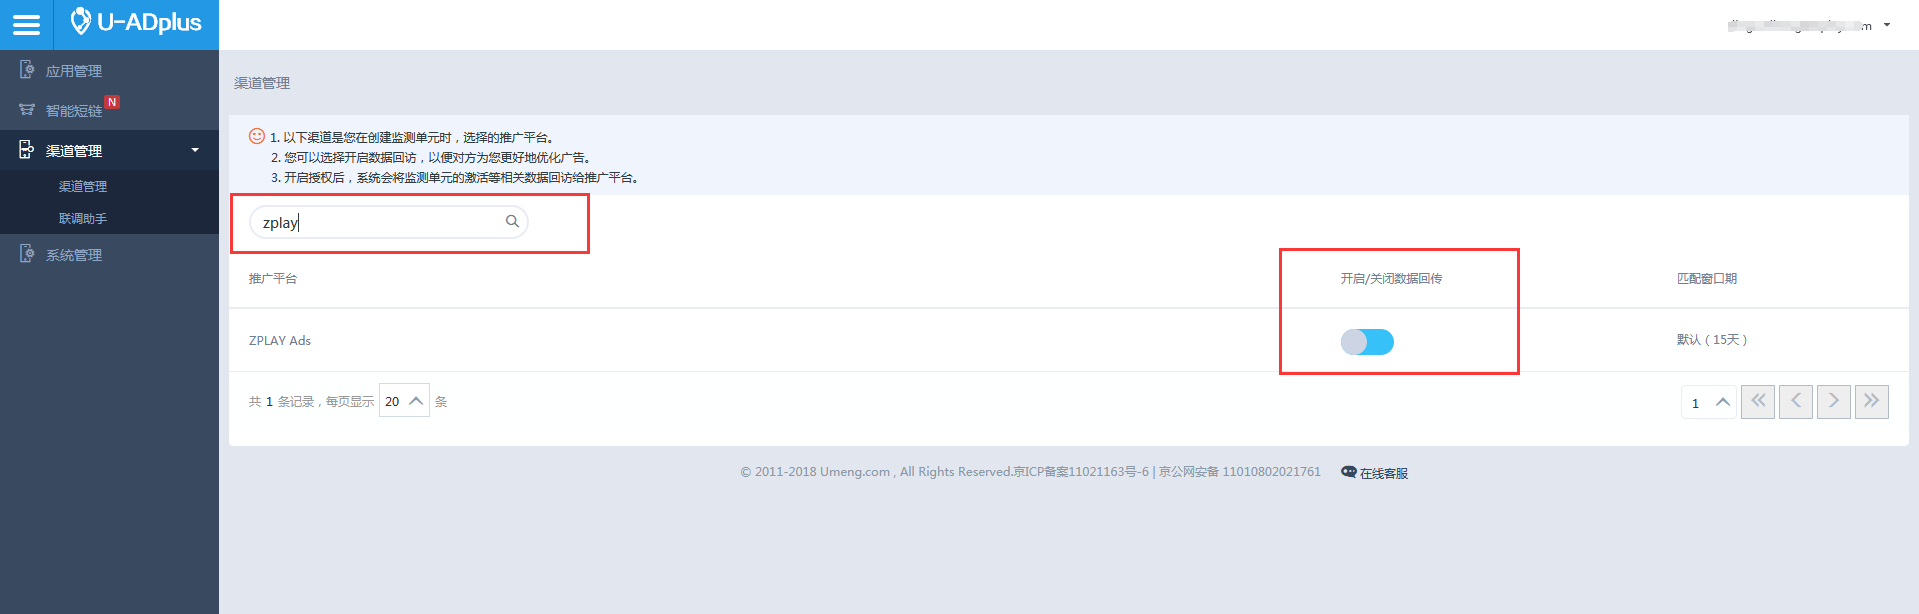 U-ADplus
应用管理
智能短链 N
渠道管理
渠道管理
联调助手
系统管理
渠道管理
1. 以下渠道是您在创建监测单元时，选择的推广平台。
2. 您可以选择开启数据回访，以便对方为您更好地优化广告。
3. 开启授权后，系统会将监测单元的激活等相关数据回访给推广平台。
zplay
推广平台 开启/关闭数据回传 匹配窗口期
ZPLAY Ads 默认（15天）
共 1 条记录，每页显示 20 条
1
© 2011-2018 Umeng.com , All Rights Reserved.京ICP备案11021163号-6 | 京公网安备 11010802021761 在线客服